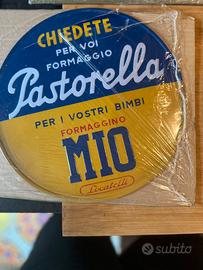 CHIEDETE
PER VOI
FORMAGGIO
Pastorella
PER I VOSTRI BIMBI
FORMAGGINO
MIO
Locatelli
subito